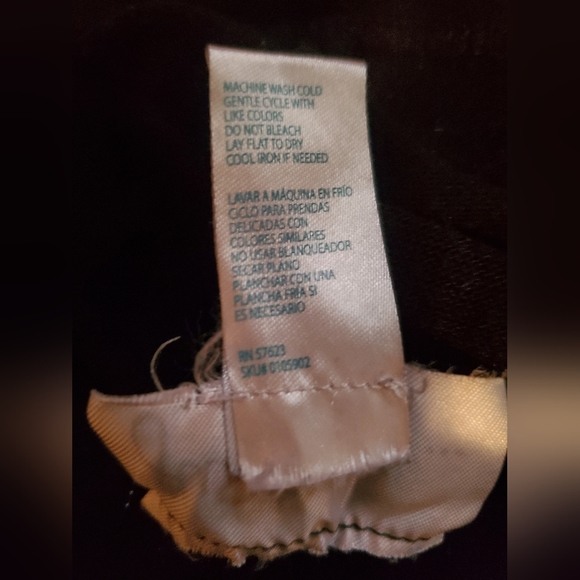 MACHINE WASH COLD
GENTLE CYCLE WITH
LIKE COLORS
DO NOT BLEACH
LAY FLAT TO DRY
COOL IRON IF NEEDED
LAVAR A MÁQUINA EN FRÍO
CICLO PARA PRENDAS
DELICADAS CON
COLORES SIMILARES
NO USAR BLANQUEADOR
SECAR PLANO
PLANCHAR CON UNA
PLANCHA FRÍA SI
ES NECESARIO
RN 57623
SKU# 0105902